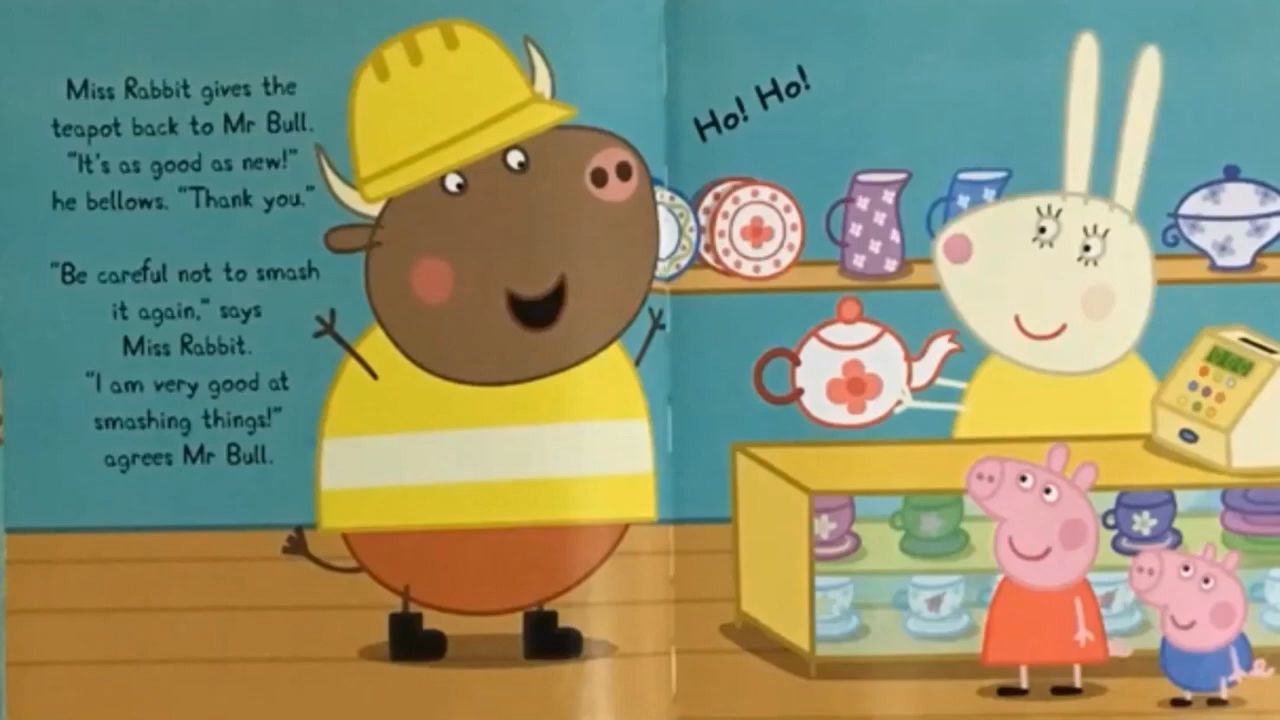 Miss Rabbit gives the
teapot back to Mr Bull.
"It's as good as new!"
he bellows. "Thank you."
"Be careful not to smash
it again," says
Miss Rabbit.
"I am very good at
smashing things!"
agrees Mr Bull.
Ho! Ho!